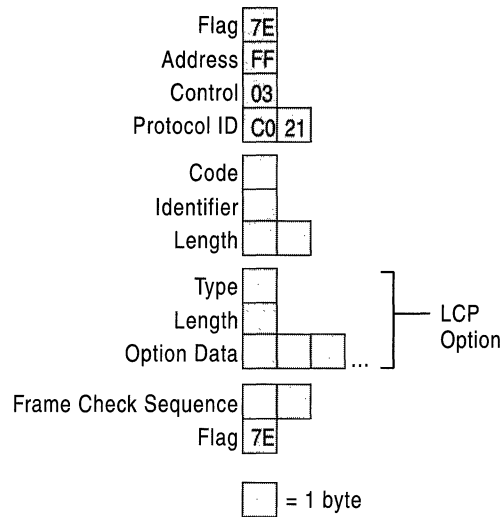 Flag 7E
Address FF
Control 03
Protocol ID C0 21
Code
Identifier
Length
Type
Length
Option Data ...
LCP
Option
Frame Check Sequence
Flag 7E
= 1 byte